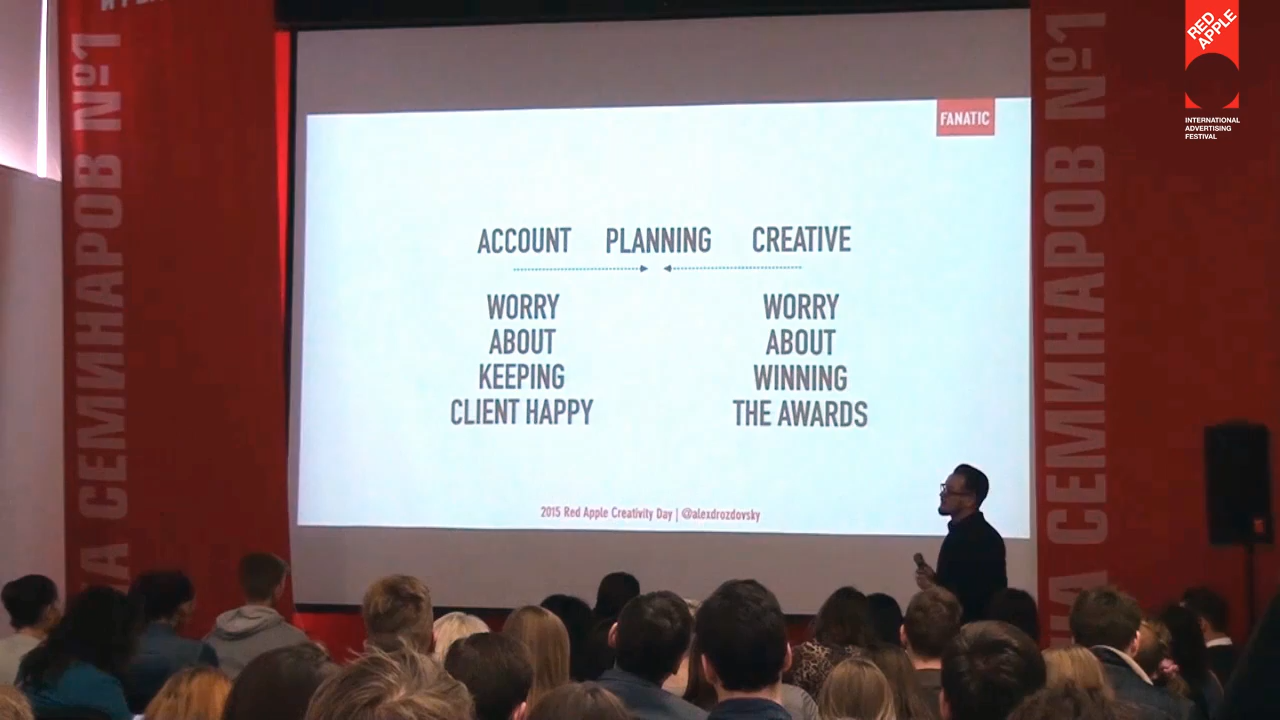 RED
APPLE
INTERNATIONAL
ADVERTISING
FESTIVAL
СЕМИНАРОВ №1
FANATIC
ACCOUNT PLANNING CREATIVE
WORRY
ABOUT
KEEPING
CLIENT HAPPY
WORRY
ABOUT
WINNING
THE AWARDS
2015 Red Apple Creativity Day | @alexdrozdovsky
СЕМИНАРОВ №1